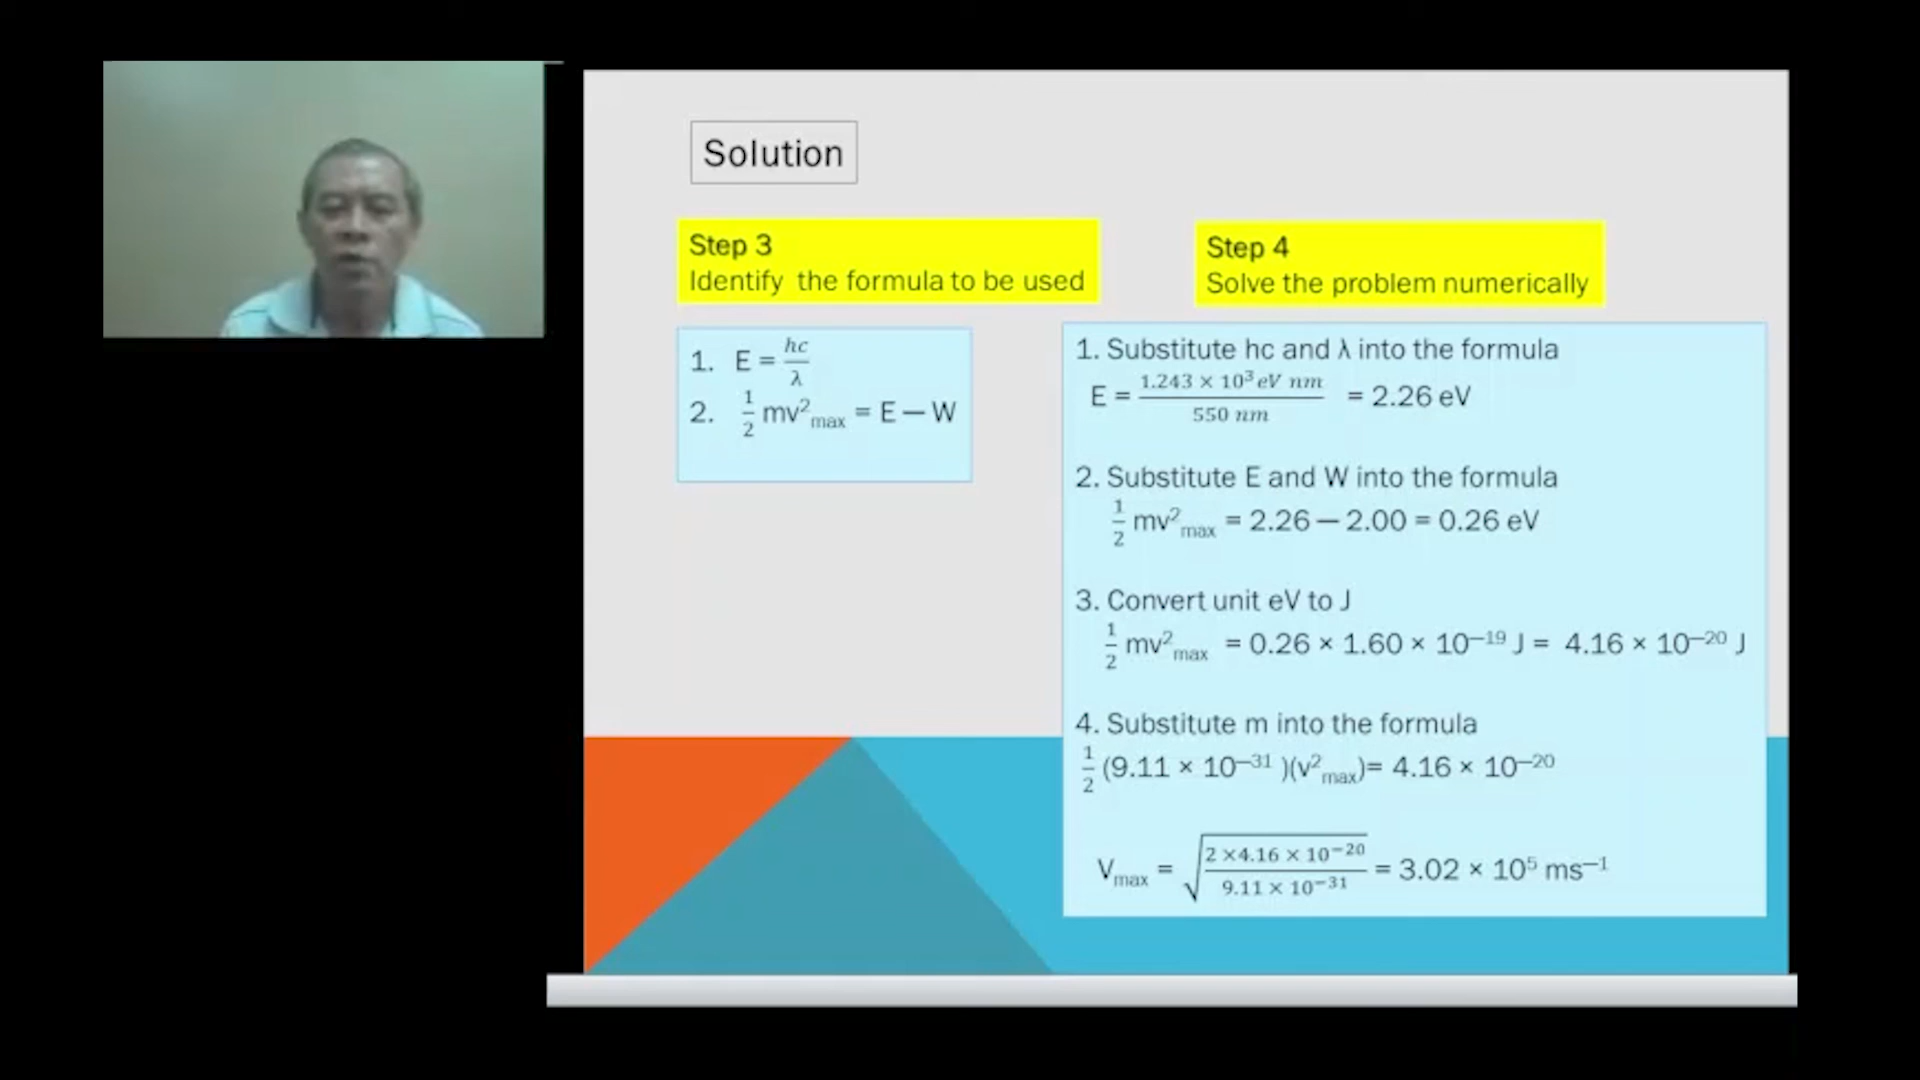 Solution
Step 3
Identify the formula to be used
1. E = hc/λ
2. 1/2 mv²max = E — W
Step 4
Solve the problem numerically
1. Substitute hc and λ into the formula
E = 1.243 × 10³ eV nm / 550 nm = 2.26 eV
2. Substitute E and W into the formula
1/2 mv²max = 2.26 — 2.00 = 0.26 eV
3. Convert unit eV to J
1/2 mv²max = 0.26 × 1.60 × 10⁻¹⁹ J = 4.16 × 10⁻²⁰ J
4. Substitute m into the formula
1/2 (9.11 × 10⁻³¹ )(v²max)= 4.16 × 10⁻²⁰
Vmax = √(2 ×4.16 × 10⁻²⁰ / 9.11 × 10⁻³¹) = 3.02 × 10⁵ ms⁻¹